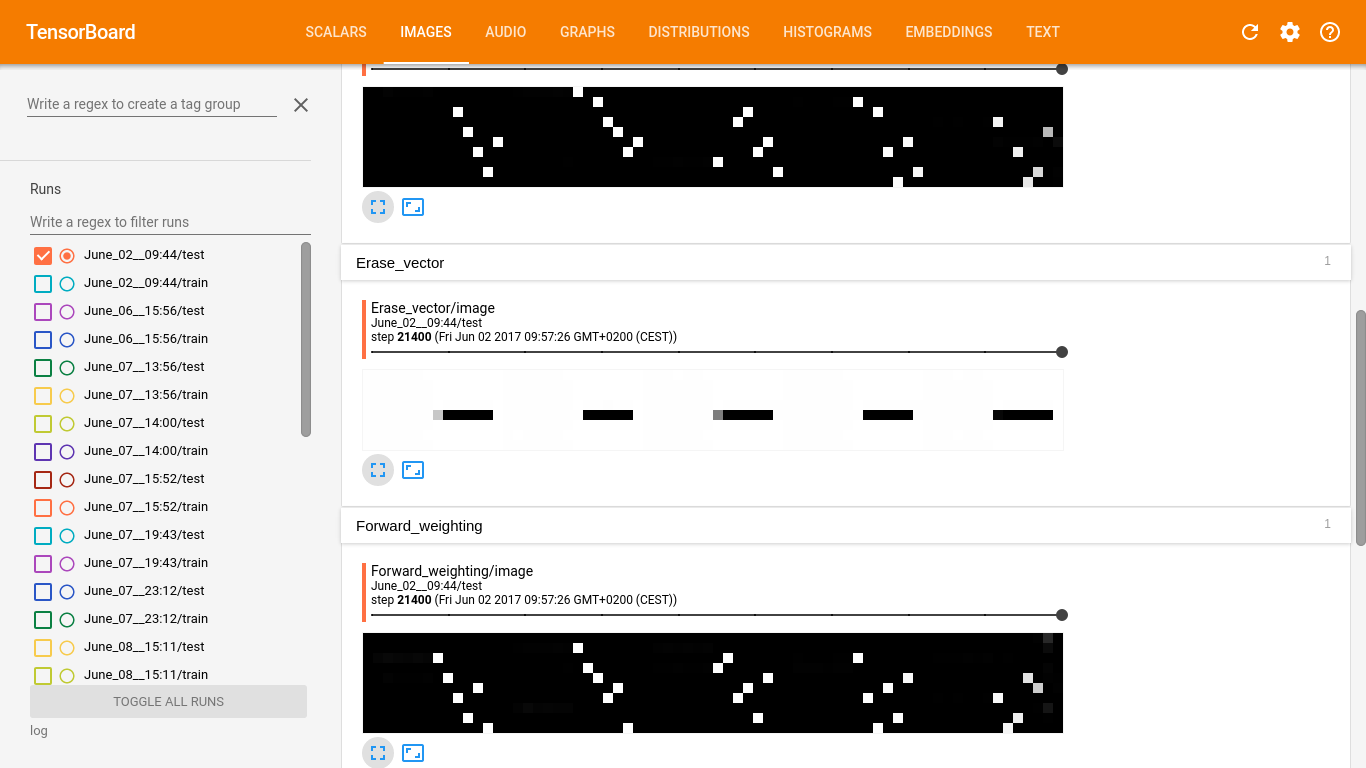 TensorBoard
SCALARS IMAGES AUDIO GRAPHS DISTRIBUTIONS HISTOGRAMS EMBEDDINGS TEXT
Write a regex to create a tag group
Runs
Write a regex to filter runs
June_02__09:44/test
June_02__09:44/train
June_06__15:56/test
June_06__15:56/train
June_07__13:56/test
June_07__13:56/train
June_07__14:00/test
June_07__14:00/train
June_07__15:52/test
June_07__15:52/train
June_07__19:43/test
June_07__19:43/train
June_07__23:12/test
June_07__23:12/train
June_08__15:11/test
June_08__15:11/train
TOGGLE ALL RUNS
log
Erase_vector 1
Erase_vector/image
June_02__09:44/test
step 21400 (Fri Jun 02 2017 09:57:26 GMT+0200 (CEST))
Forward_weighting 1
Forward_weighting/image
June_02__09:44/test
step 21400 (Fri Jun 02 2017 09:57:26 GMT+0200 (CEST))